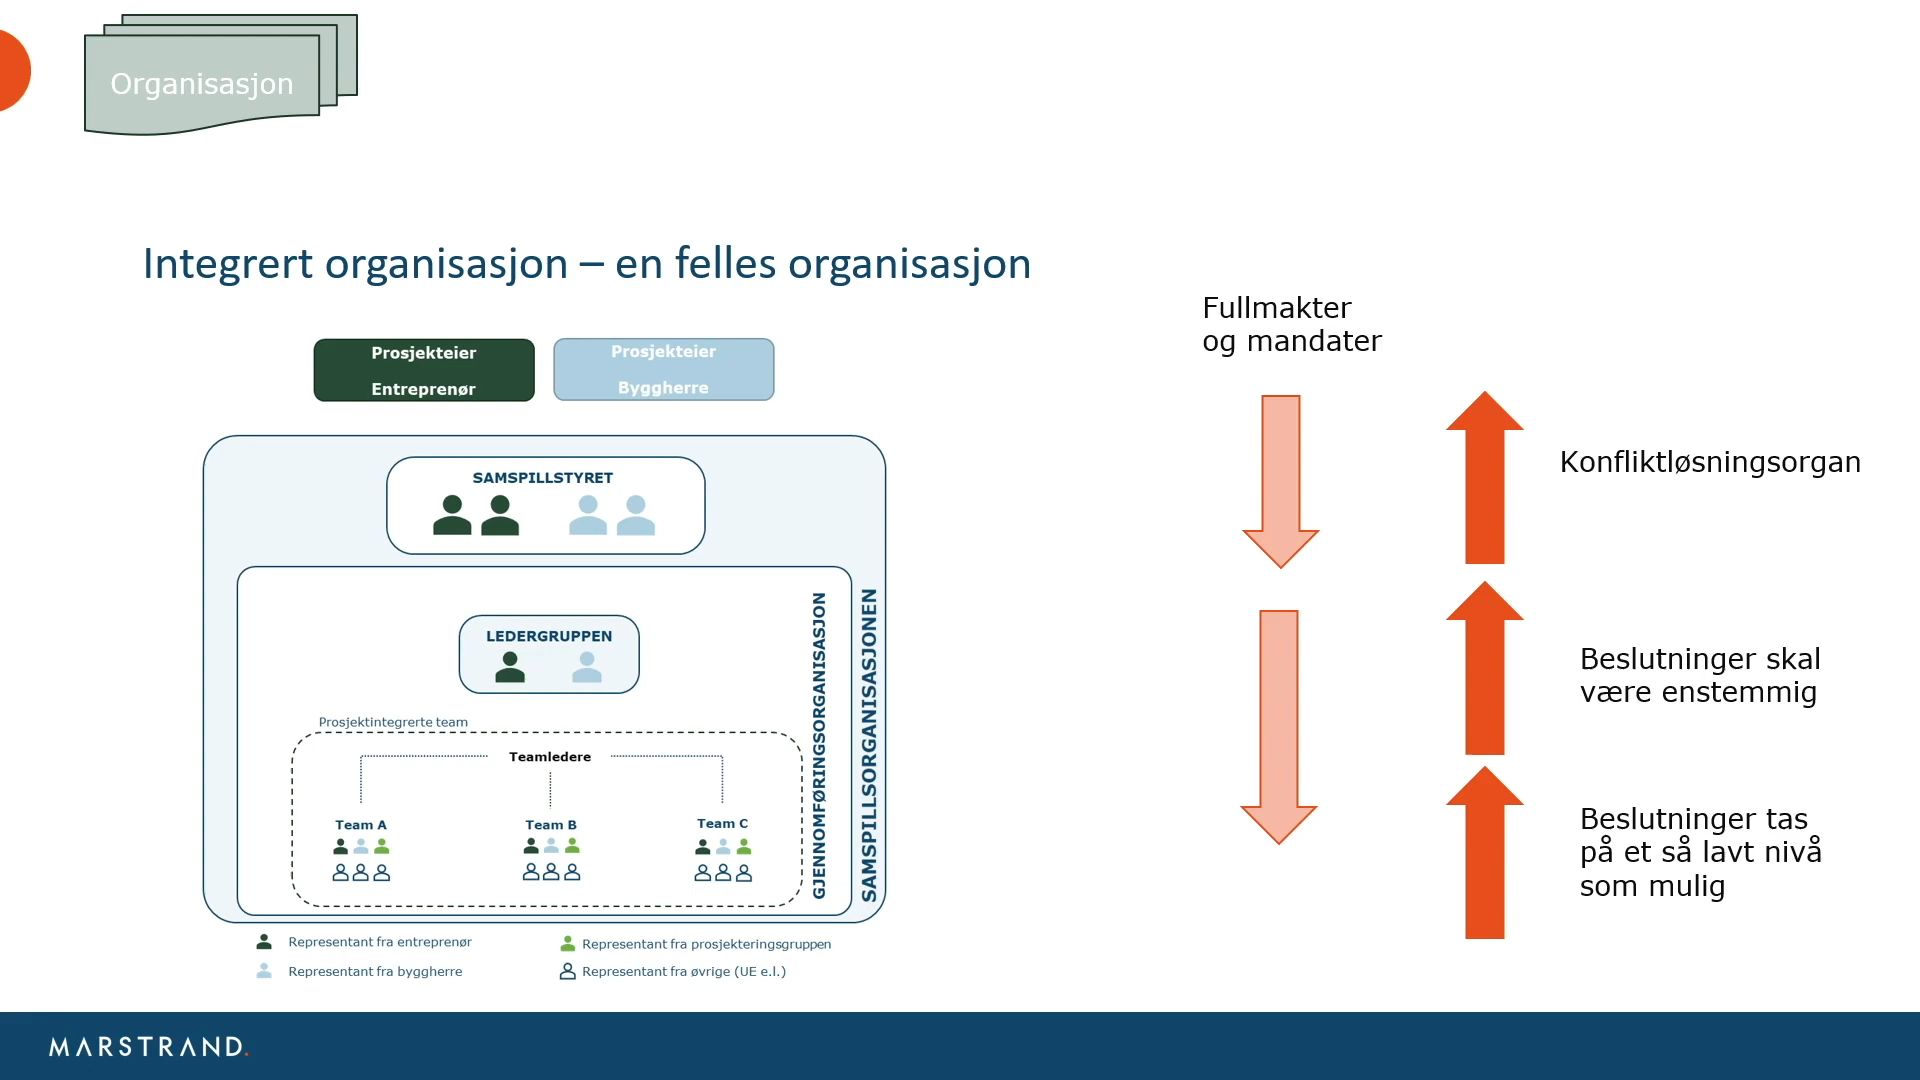 Organisasjon
Integrert organisasjon – en felles organisasjon
Prosjekteier
Entreprenør
Prosjekteier
Byggherre
SAMSPILLSTYRET
LEDERGRUPPEN
Prosjektintegrerte team
Teamledere
Team A
Team B
Team C
GJENNOMFØRINGSORGANISASJON
SAMSPILLSORGANISASJONEN
Representant fra entreprenør
Representant fra byggherre
Representant fra prosjekteringsgruppen
Representant fra øvrige (UE e.l.)
Fullmakter
og mandater
Konfliktløsningsorgan
Beslutninger skal
være enstemmig
Beslutninger tas
på et så lavt nivå
som mulig
MARSTRAND.